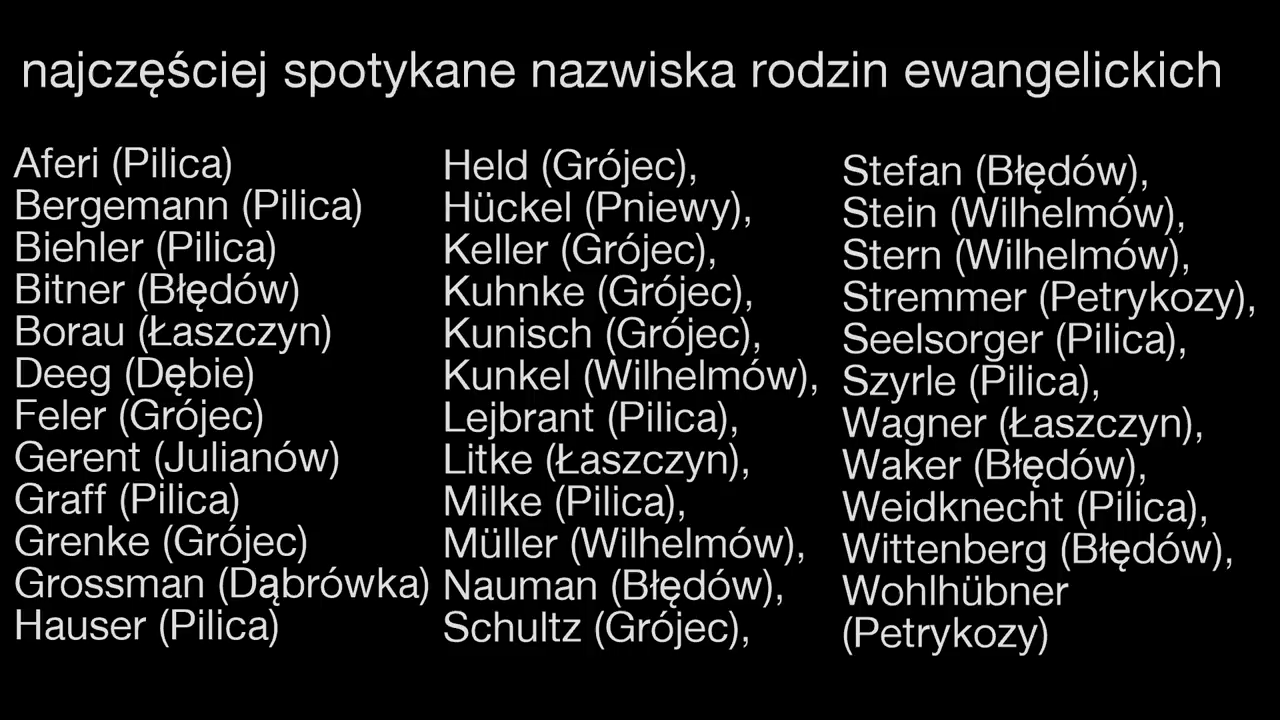 najczęściej spotykane nazwiska rodzin ewangelickich
Aferi (Pilica)
Bergemann (Pilica)
Biehler (Pilica)
Bitner (Błędów)
Borau (Łaszczyn)
Deeg (Dębie)
Feler (Grójec)
Gerent (Julianów)
Graff (Pilica)
Grenke (Grójec)
Grossman (Dąbrówka)
Hauser (Pilica)
Held (Grójec),
Hückel (Pniewy),
Keller (Grójec),
Kuhnke (Grójec),
Kunisch (Grójec),
Kunkel (Wilhelmów),
Lejbrant (Pilica),
Litke (Łaszczyn),
Milke (Pilica),
Müller (Wilhelmów),
Nauman (Błędów),
Schultz (Grójec),
Stefan (Błędów),
Stein (Wilhelmów),
Stern (Wilhelmów),
Stremmer (Petrykozy),
Seelsorger (Pilica),
Szyrle (Pilica),
Wagner (Łaszczyn),
Waker (Błędów),
Weidknecht (Pilica),
Wittenberg (Błędów),
Wohlhübner
(Petrykozy)